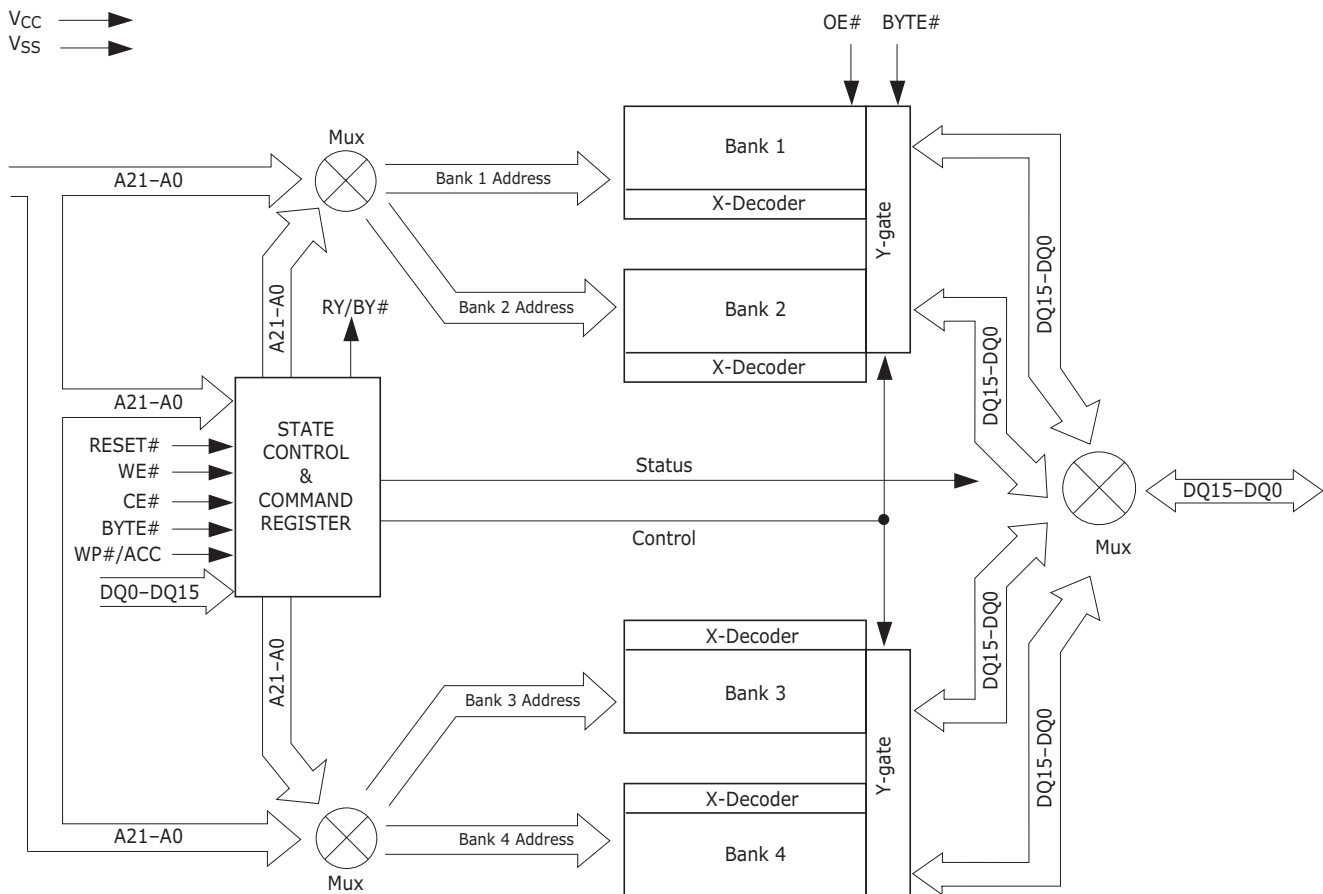 VCC
VSS
OE# BYTE#
Mux
Bank 1
A21–A0
Bank 1 Address
X-Decoder
Y-gate
DQ15–DQ0
A21–A0
RY/BY#
Bank 2 Address
Bank 2
X-Decoder
DQ15–DQ0
A21–A0
STATE
CONTROL
&
COMMAND
REGISTER
RESET#
WE#
CE#
BYTE#
WP#/ACC
DQ0–DQ15
Status
Control
DQ15–DQ0
Mux
A21–A0
X-Decoder
Bank 3
Bank 3 Address
DQ15–DQ0
Y-gate
DQ15–DQ0
X-Decoder
A21–A0
Bank 4 Address
Bank 4
Mux